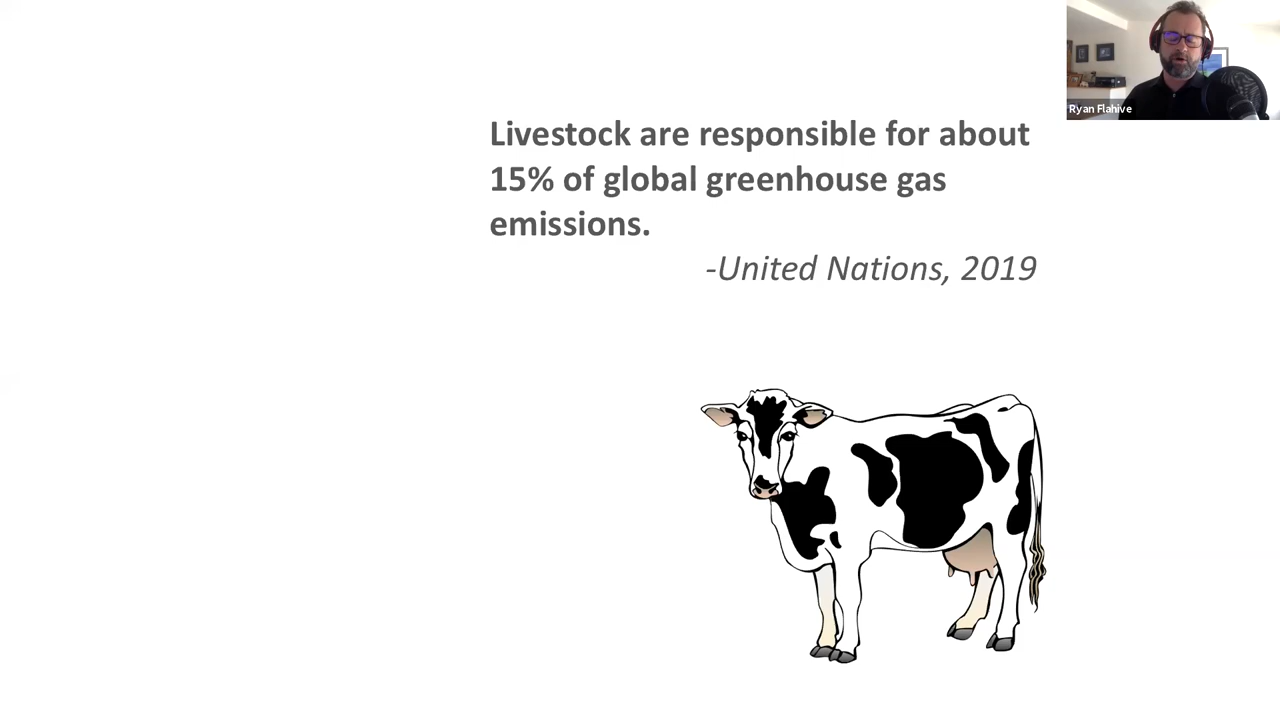 Livestock are responsible for about
15% of global greenhouse gas
emissions.
-United Nations, 2019
Ryan Flahive